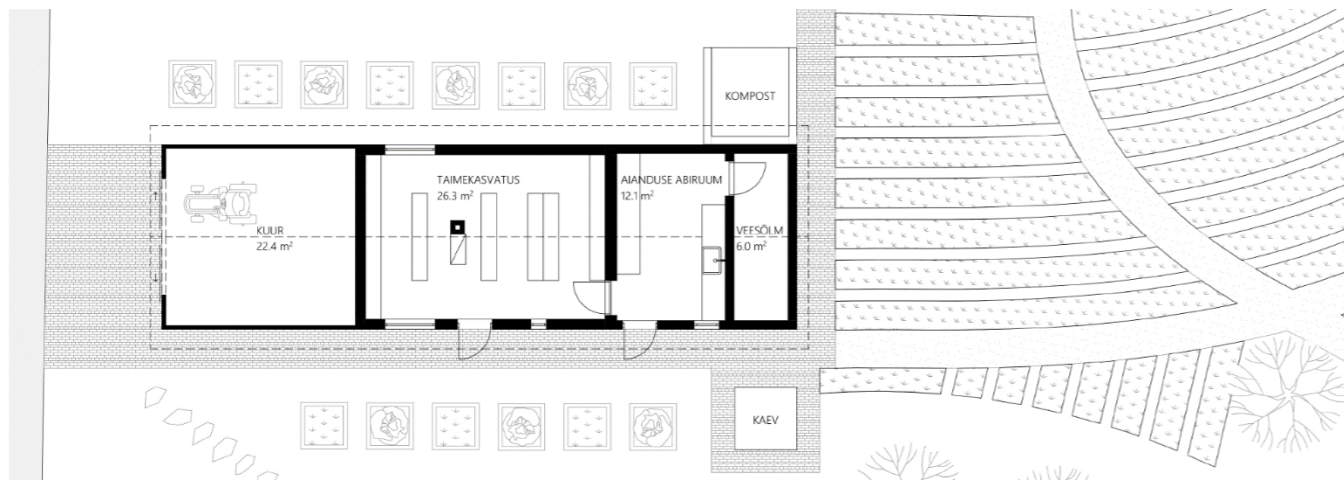 KOMPOST
TAIMEKASVATUS
26.3 m²
AIANDUSE ABIRUUM
12.1 m²
KUUR
22.4 m²
VEESÕLM
6.0 m²
KAEV